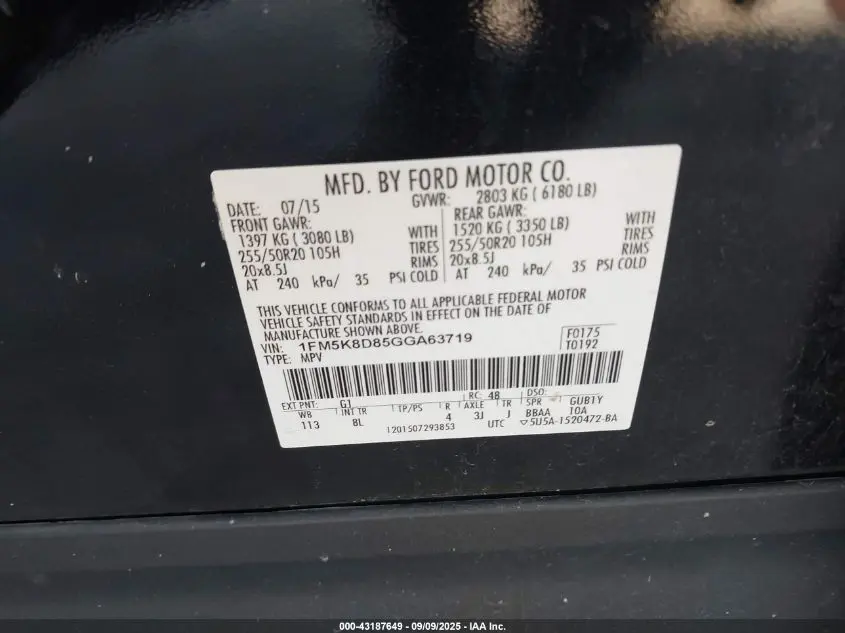 MFD. BY FORD MOTOR CO.
DATE: 07/15 GVWR: 2803 KG ( 6180 LB)
FRONT GAWR: REAR GAWR:
1397 KG ( 3080 LB) WITH 1520 KG ( 3350 LB) WITH
255/50R20 105H TIRES 255/50R20 105H TIRES
20x8.5J RIMS 20x8.5J RIMS
AT 240 kPa/ 35 PSI COLD AT 240 kPa/ 35 PSI COLD
THIS VEHICLE CONFORMS TO ALL APPLICABLE FEDERAL MOTOR
VEHICLE SAFETY STANDARDS IN EFFECT ON THE DATE OF
MANUFACTURE SHOWN ABOVE.
VIN: 1FM5K8D85GGA63719 F0175
TYPE: MPV T0192
EXT PNT: G1 RC: 48 DSO:
WB INT TR TP/PS R AXLE TR SPR GUB1Y
113 8L 4 3J J BBAA 10A
1201507293853 UTC ▽5U5A-1520472-BA
000-43187649 - 09/09/2025 - IAA Inc.